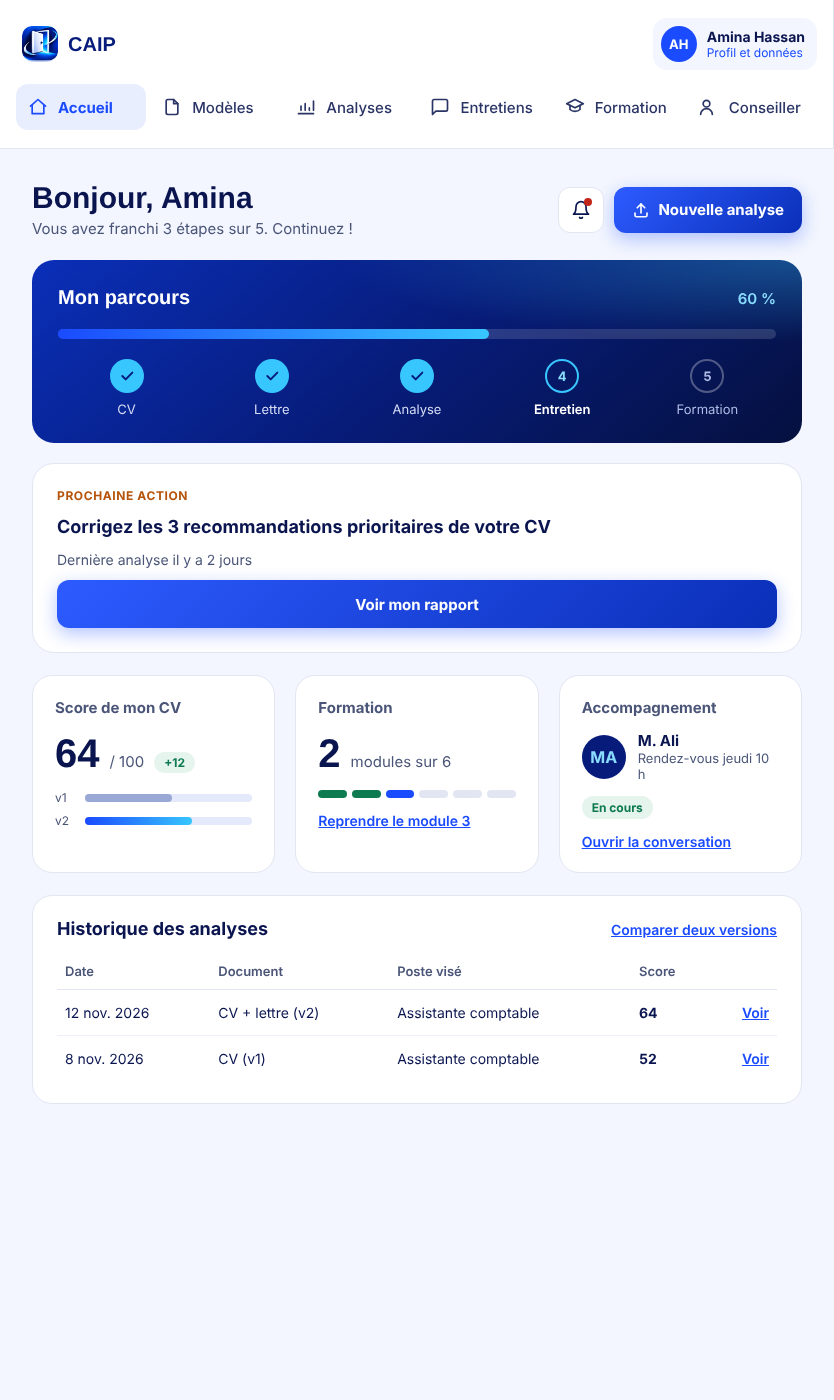 CAIP
AH
Amina Hassan
Profil et données
Accueil
Modèles
Analyses
Entretiens
Formation
Conseiller
Bonjour, Amina
Vous avez franchi 3 étapes sur 5. Continuez !
Nouvelle analyse
Mon parcours
60 %
4
5
CV
Lettre
Analyse
Entretien
Formation
PROCHAINE ACTION
Corrigez les 3 recommandations prioritaires de votre CV
Dernière analyse il y a 2 jours
Voir mon rapport
Score de mon CV
64 / 100 +12
v1
v2
Formation
2 modules sur 6
Reprendre le module 3
Accompagnement
MA
M. Ali
Rendez-vous jeudi 10
h
En cours
Ouvrir la conversation
Historique des analyses
Comparer deux versions
Date Document Poste visé Score
12 nov. 2026 CV + lettre (v2) Assistante comptable 64 Voir
8 nov. 2026 CV (v1) Assistante comptable 52 Voir